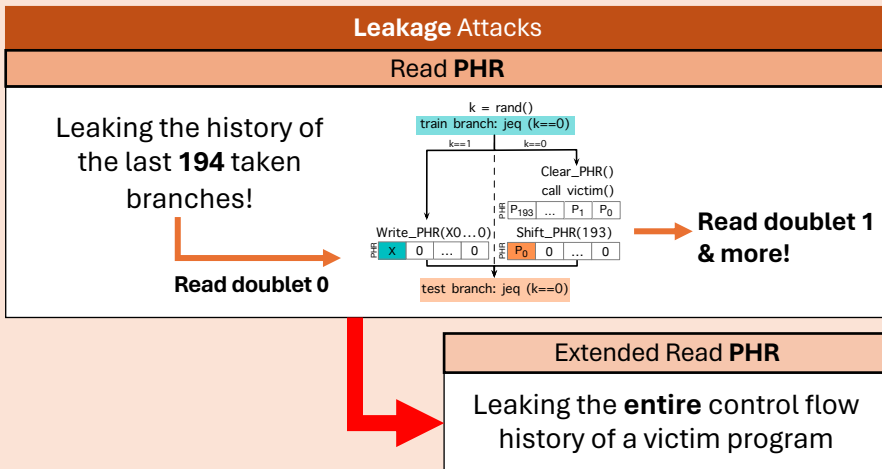 Leakage Attacks
Read PHR
Leaking the history of
the last 194 taken
branches!
Read doublet 0
k = rand()
train branch: jeq (k==0)
k==1
k==0
Clear_PHR()
call victim()
PHR P193 ... P1 P0
Write_PHR(X0...0)
Shift_PHR(193)
PHR X 0 ... 0
PHR P0 0 ... 0
test branch: jeq (k==0)
Read doublet 1
& more!
Extended Read PHR
Leaking the entire control flow
history of a victim program